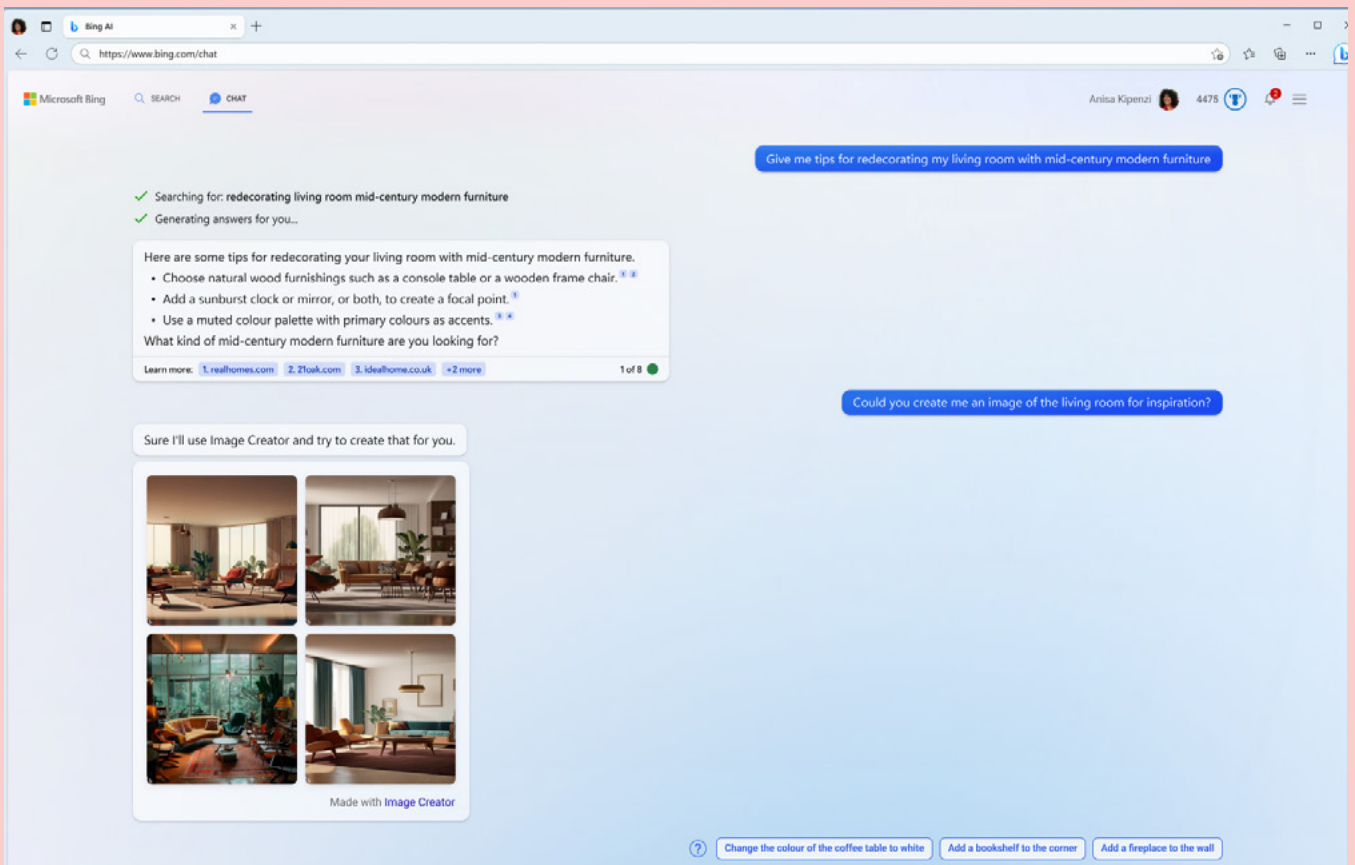 Bing AI
https://www.bing.com/chat
Microsoft Bing
SEARCH
CHAT
Anisa Kipenzi
4475
2
Give me tips for redecorating my living room with mid-century modern furniture
Searching for: redecorating living room mid-century modern furniture
Generating answers for you...
Here are some tips for redecorating your living room with mid-century modern furniture.
• Choose natural wood furnishings such as a console table or a wooden frame chair. 1 2
• Add a sunburst clock or mirror, or both, to create a focal point. 1
• Use a muted colour palette with primary colours as accents. 3 4
What kind of mid-century modern furniture are you looking for?
Learn more: 1. realhomes.com 2. 21oak.com 3. idealhome.co.uk +2 more 1 of 8
Could you create me an image of the living room for inspiration?
Sure I'll use Image Creator and try to create that for you.
Made with Image Creator
? Change the colour of the coffee table to white Add a bookshelf to the corner Add a fireplace to the wall